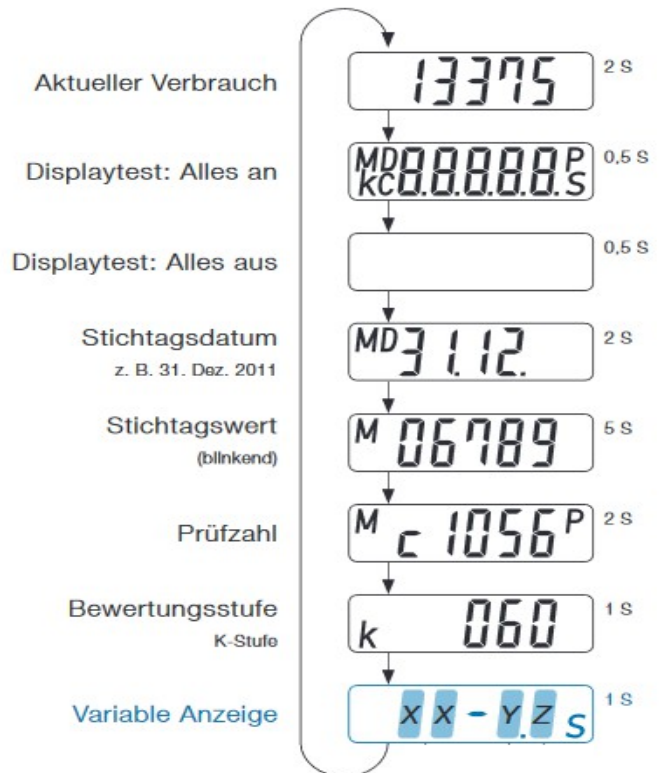 Aktueller Verbrauch
13375
2 S
Displaytest: Alles an
MD
kC
8.8.8.8.8.
P
S
0,5 S
Displaytest: Alles aus
0,5 S
Stichtagsdatum
z. B. 31. Dez. 2011
MD 31.12.
2 S
Stichtagswert
(blinkend)
M 06789
5 S
Prüfzahl
M c 1056 P
2 S
Bewertungsstufe
K-Stufe
k 060
1 S
Variable Anzeige
X X - Y.Z S
1 S